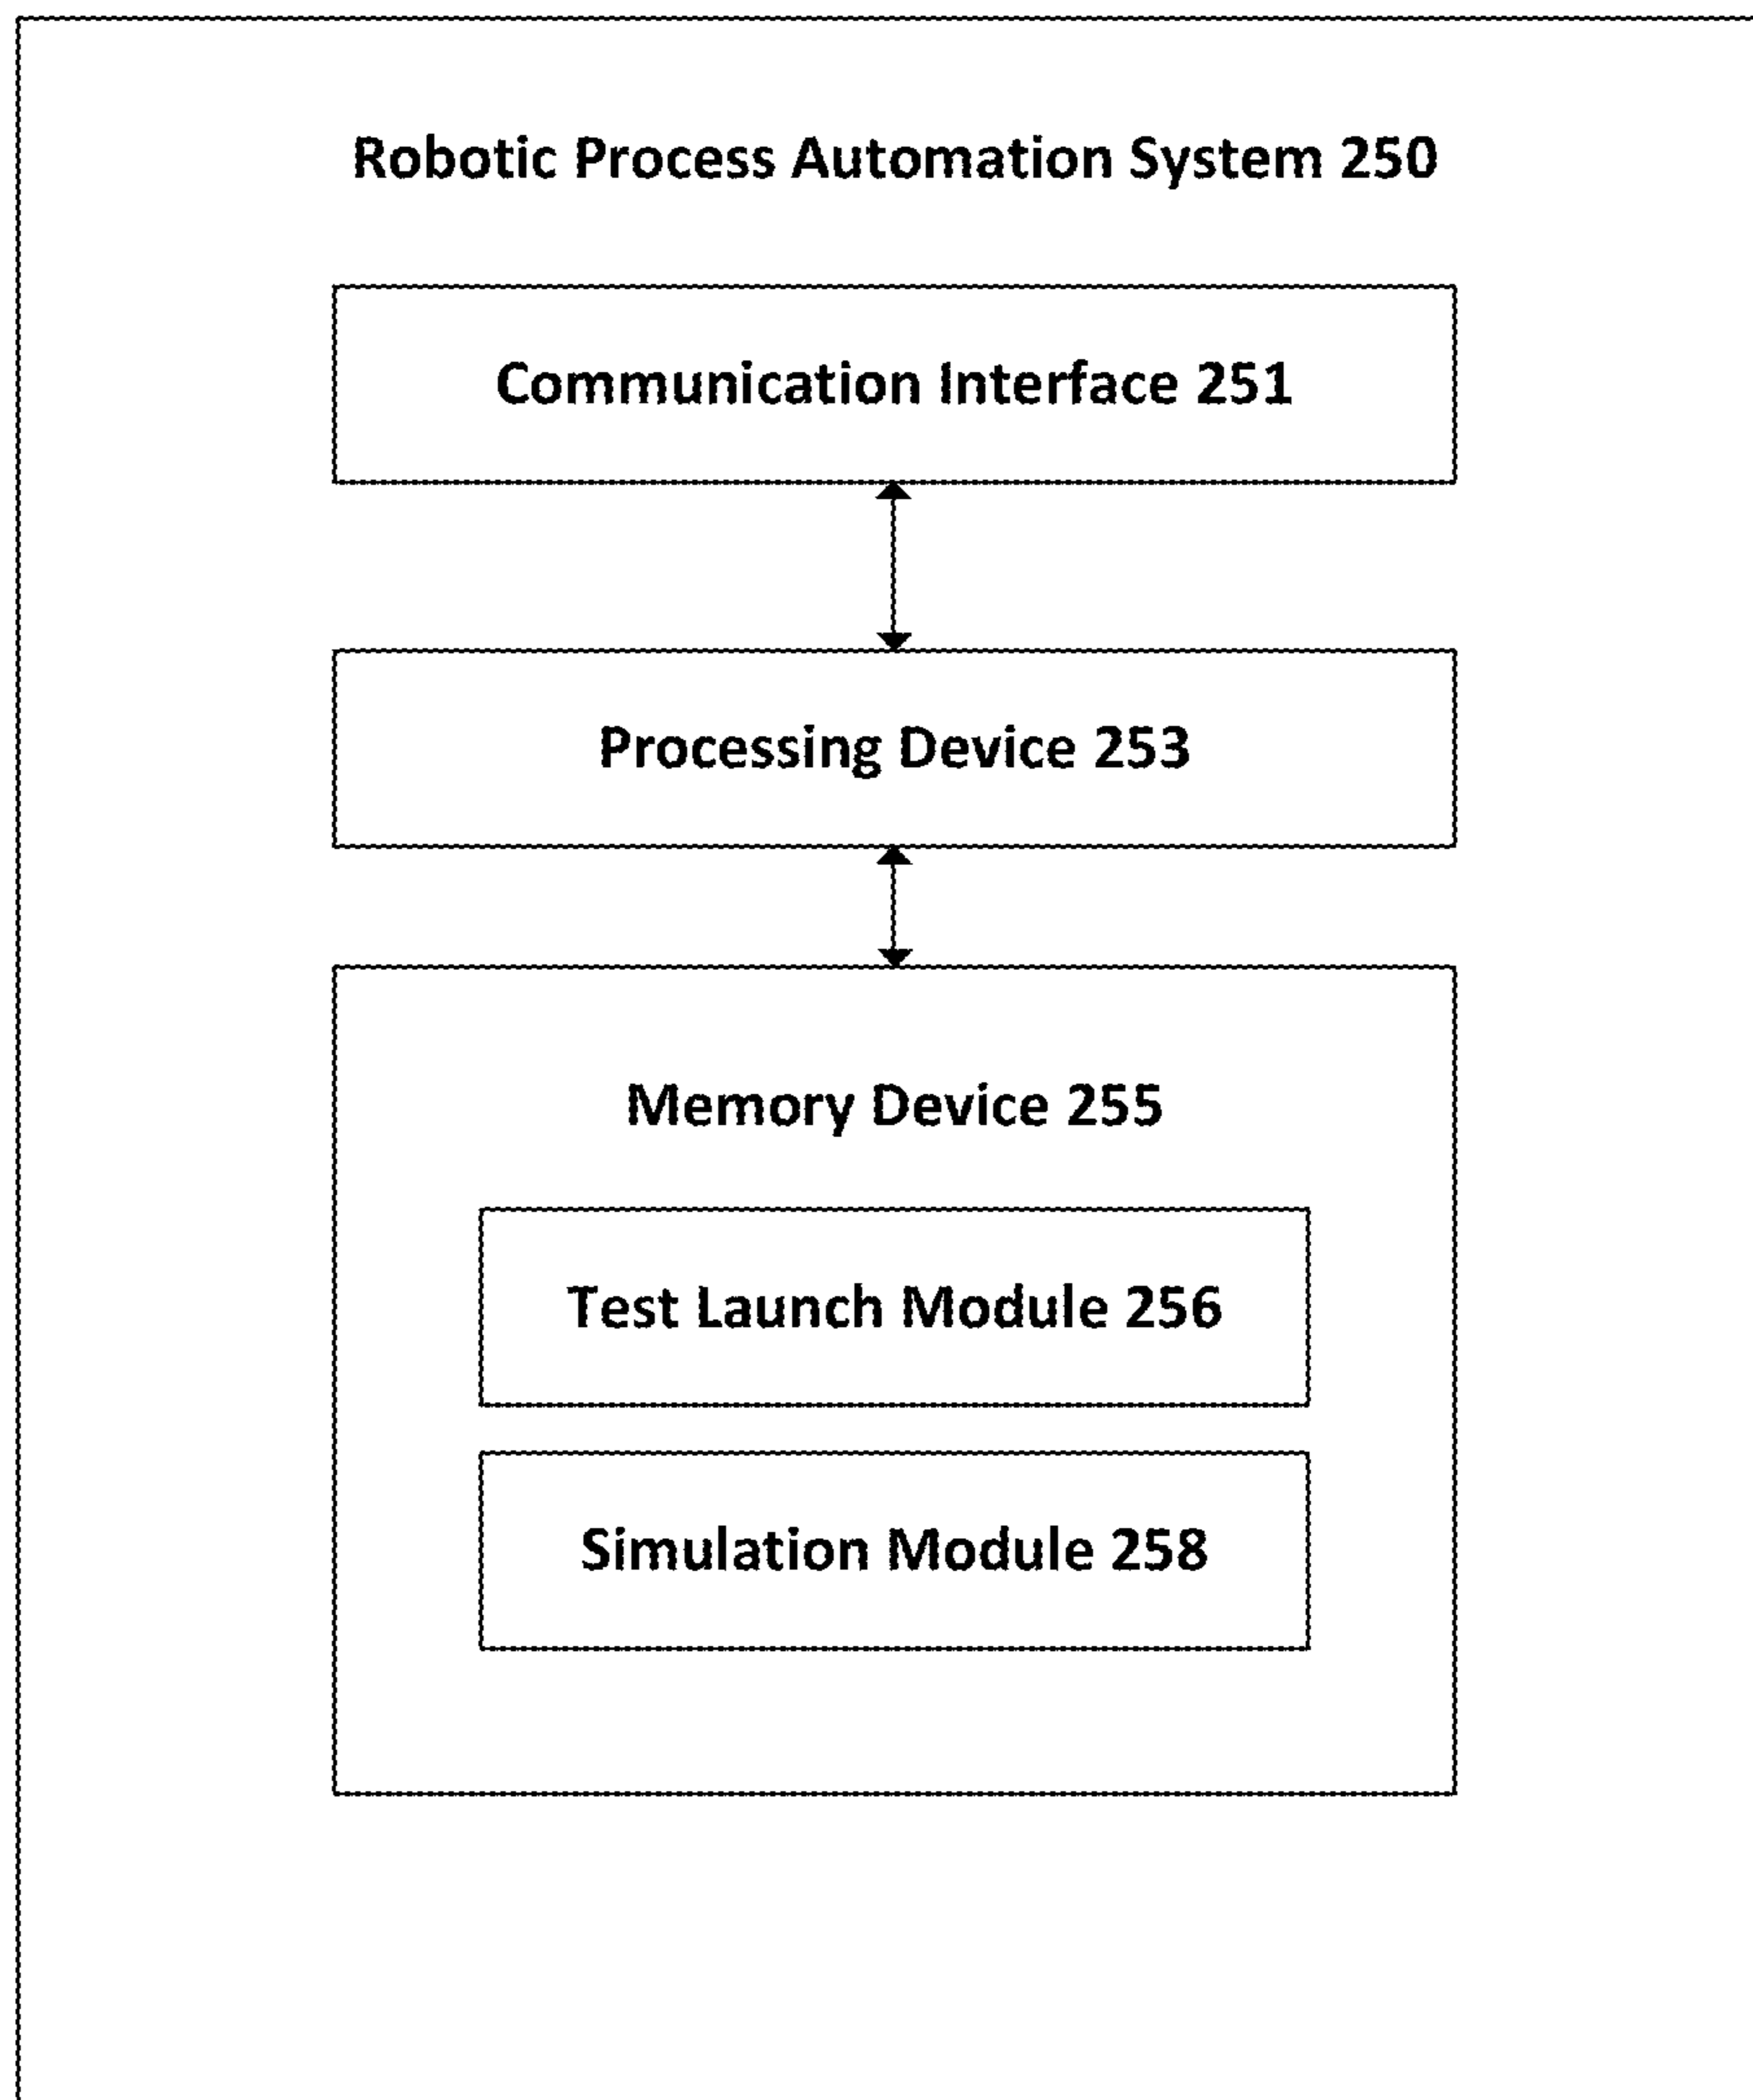 Robotic Process Automation System 250
Communication Interface 251
Processing Device 253
Memory Device 255
Test Launch Module 256
Simulation Module 258